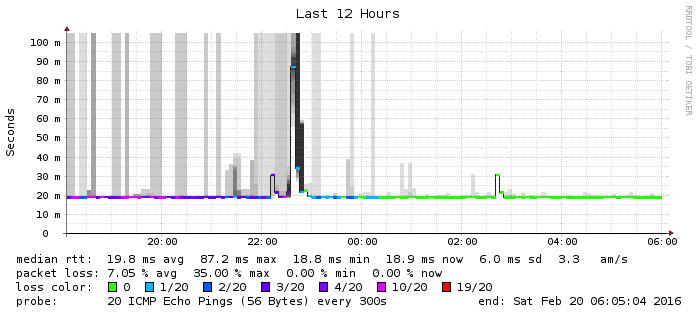 Last 12 Hours
RRDTOOL / TOBI OETIKER
Seconds
100 m
90 m
80 m
70 m
60 m
50 m
40 m
30 m
20 m
10 m
0
20:00 22:00 00:00 02:00 04:00 06:00
median rtt: 19.8 ms avg 87.2 ms max 18.8 ms min 18.9 ms now 6.0 ms sd 3.3 am/s
packet loss: 7.05 % avg 35.00 % max 0.00 % min 0.00 % now
loss color: 0 1/20 2/20 3/20 4/20 10/20 19/20
probe: 20 ICMP Echo Pings (56 Bytes) every 300s end: Sat Feb 20 06:05:04 2016